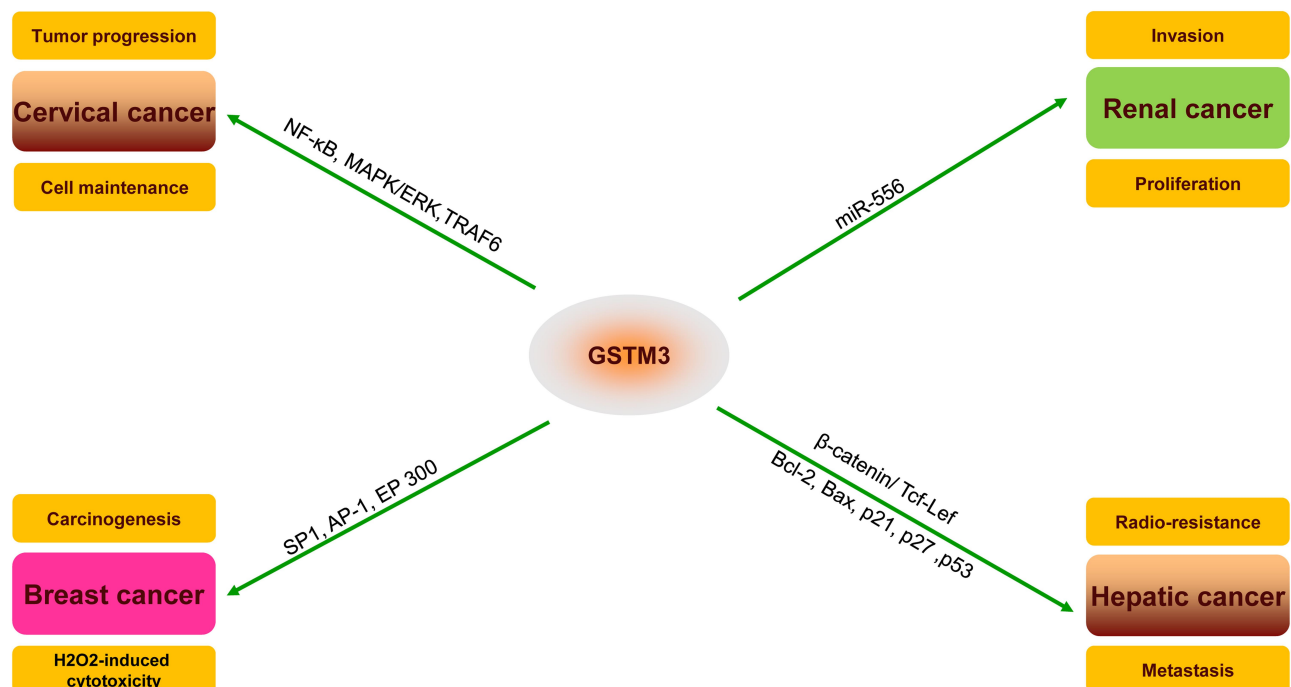 Tumor progression
Cervical cancer
Cell maintenance
NF-κB, MAPK/ERK,TRAF6
Invasion
Renal cancer
Proliferation
miR-556
GSTM3
Carcinogenesis
Breast cancer
H2O2-induced
cytotoxicity
SP1, AP-1, EP 300
β-catenin/ Tcf-Lef
Bcl-2, Bax, p21, p27 ,p53
Radio-resistance
Hepatic cancer
Metastasis